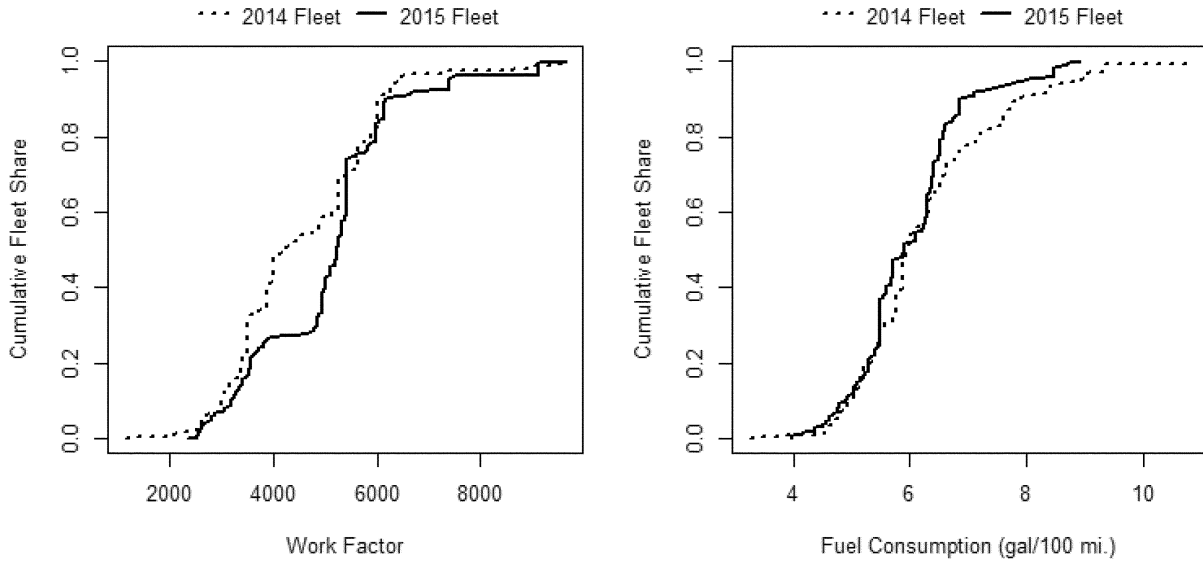 2014 Fleet 2015 Fleet
Cumulative Fleet Share
1.0
0.8
0.6
0.4
0.2
0.0
2000 4000 6000 8000
Work Factor
2014 Fleet 2015 Fleet
Cumulative Fleet Share
1.0
0.8
0.6
0.4
0.2
0.0
4 6 8 10
Fuel Consumption (gal/100 mi.)